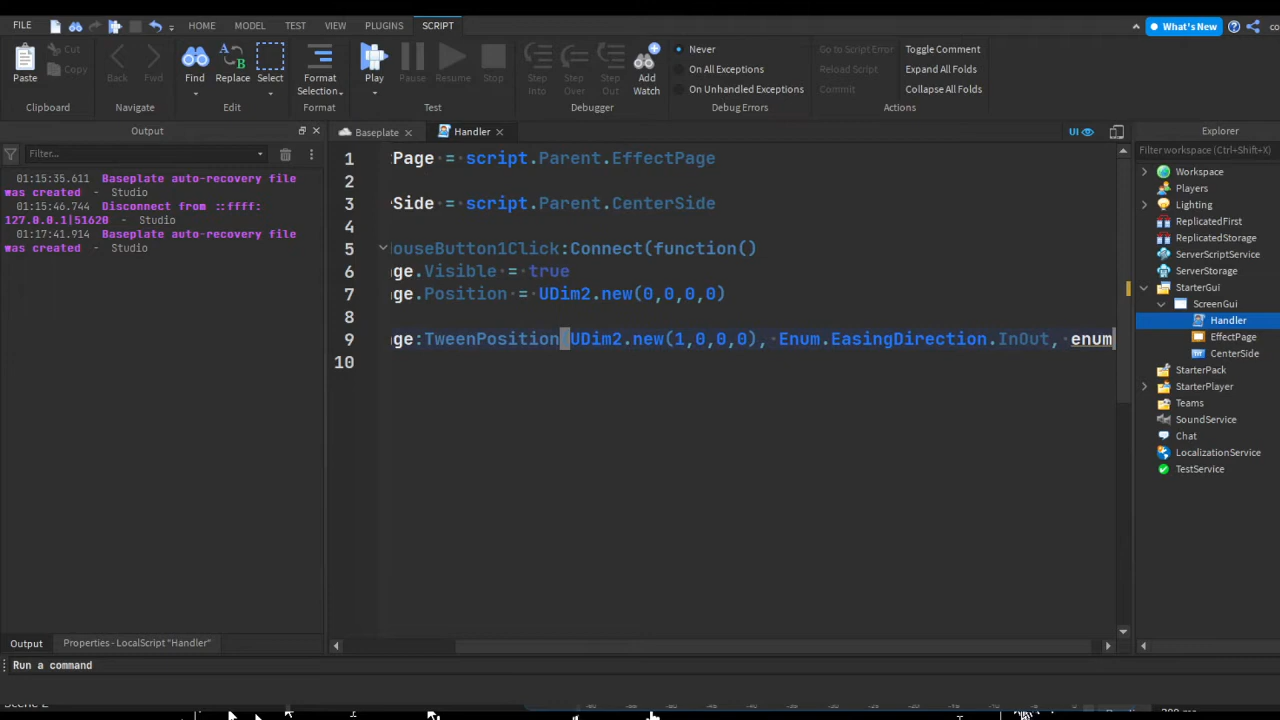 FILE HOME MODEL TEST VIEW PLUGINS SCRIPT What's New co
Paste Cut Copy Back Fwd Find Replace Select Format Selection Play Pause Resume Stop Step Into Step Over Step Out Add Watch Never On All Exceptions On Unhandled Exceptions Go to Script Error Reload Script Commit Toggle Comment Expand All Folds Collapse All Folds
Clipboard Navigate Edit Format Test Debugger Debug Errors Actions
Output Baseplate Handler UI Explorer
Filter... Filter workspace (Ctrl+Shift+X)
01:15:35.611 Baseplate auto-recovery file
was created - Studio
01:15:46.744 Disconnect from ::ffff:
127.0.0.1|51620 - Studio
01:17:41.914 Baseplate auto-recovery file
was created - Studio
1 Page = script.Parent.EffectPage
2
3 Side = script.Parent.CenterSide
4
5 ouseButton1Click:Connect(function()
6 ge.Visible = true
7 ge.Position = UDim2.new(0,0,0,0)
8
9 ge:TweenPosition(UDim2.new(1,0,0,0), Enum.EasingDirection.InOut, enum
10
Workspace
Players
Lighting
ReplicatedFirst
ReplicatedStorage
ServerScriptService
ServerStorage
StarterGui
ScreenGui
Handler
EffectPage
CenterSide
StarterPack
StarterPlayer
Teams
SoundService
Chat
LocalizationService
TestService
Output Properties - LocalScript "Handler"
Run a command